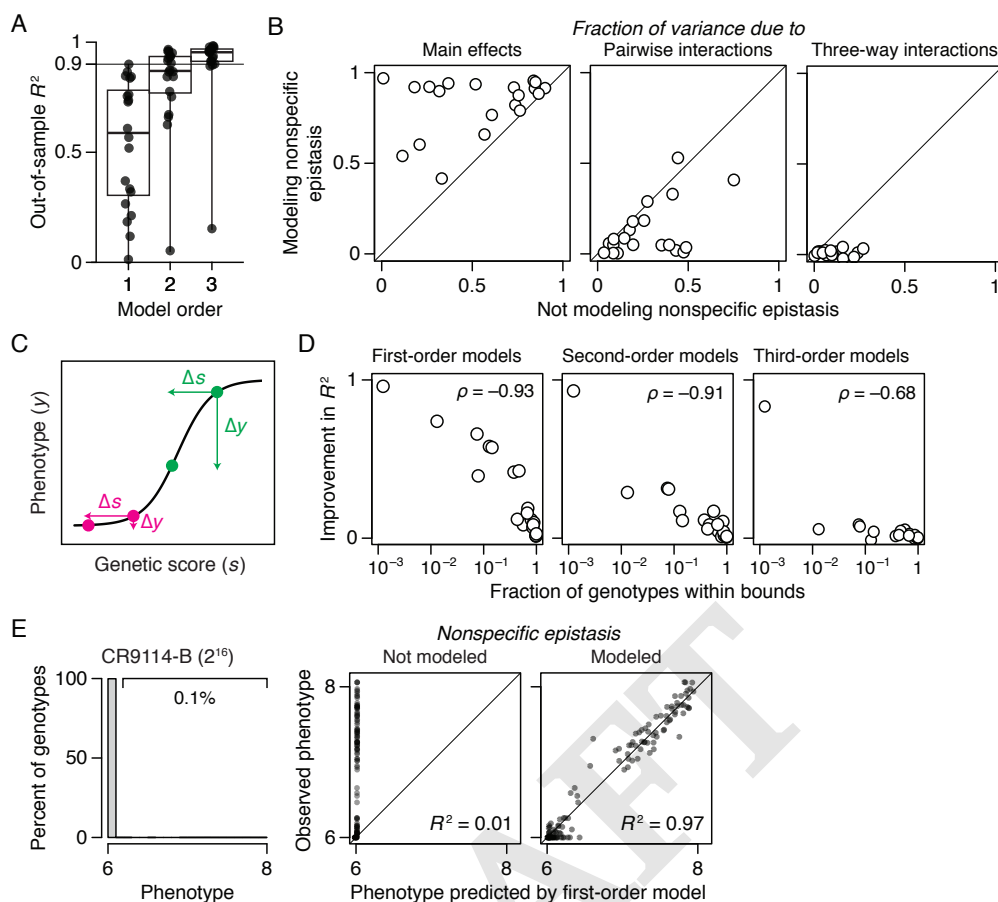 A
1
0.9
0.5
0
Out-of-sample R²
1 2 3
Model order
B
Fraction of variance due to
Main effects
Pairwise interactions
Three-way interactions
Modeling nonspecific
epistasis
1
0.5
0
0 0.5 1
0 0.5 1
0 0.5 1
Not modeling nonspecific epistasis
C
Δs
Δy
Δs
Δy
Phenotype (y)
Genetic score (s)
D
First-order models
Second-order models
Third-order models
ρ = –0.93
ρ = –0.91
ρ = –0.68
Improvement in R²
1
0
10⁻³ 10⁻² 10⁻¹ 1
10⁻³ 10⁻² 10⁻¹ 1
10⁻³ 10⁻² 10⁻¹ 1
Fraction of genotypes within bounds
E
CR9114-B (2¹⁶)
0.1%
Percent of genotypes
100
50
0
6 8
Phenotype
Nonspecific epistasis
Not modeled
Modeled
Observed phenotype
8
6
R² = 0.01
R² = 0.97
6 8
6 8
Phenotype predicted by first-order model
AFT